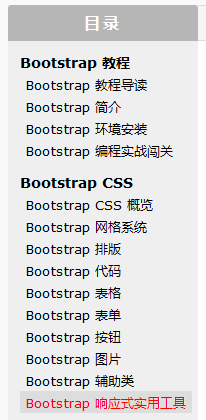 目录
Bootstrap 教程
Bootstrap 教程导读
Bootstrap 简介
Bootstrap 环境安装
Bootstrap 编程实战闯关
Bootstrap CSS
Bootstrap CSS 概览
Bootstrap 网格系统
Bootstrap 排版
Bootstrap 代码
Bootstrap 表格
Bootstrap 表单
Bootstrap 按钮
Bootstrap 图片
Bootstrap 辅助类
Bootstrap 响应式实用工具